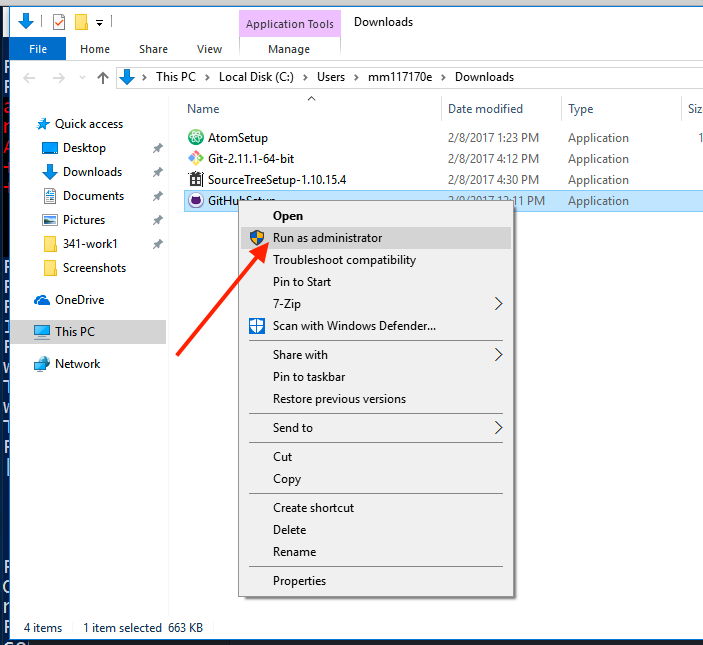 Application Tools
Downloads
File
Home
Share
View
Manage
This PC
Local Disk (C:)
Users
mm117170e
Downloads
Name
Date modified
Type
Siz
Quick access
Desktop
Downloads
Documents
Pictures
341-work1
Screenshots
OneDrive
This PC
Network
AtomSetup 2/8/2017 1:23 PM Application 1
Git-2.11.1-64-bit 2/8/2017 4:12 PM Application
SourceTreeSetup-1.10.15.4 2/8/2017 4:30 PM Application
GitHubSetup 11 PM Application
Open
Run as administrator
Troubleshoot compatibility
Pin to Start
7-Zip
Scan with Windows Defender...
Share with
Pin to taskbar
Restore previous versions
Send to
Cut
Copy
Create shortcut
Delete
Rename
Properties
4 items
1 item selected 663 KB